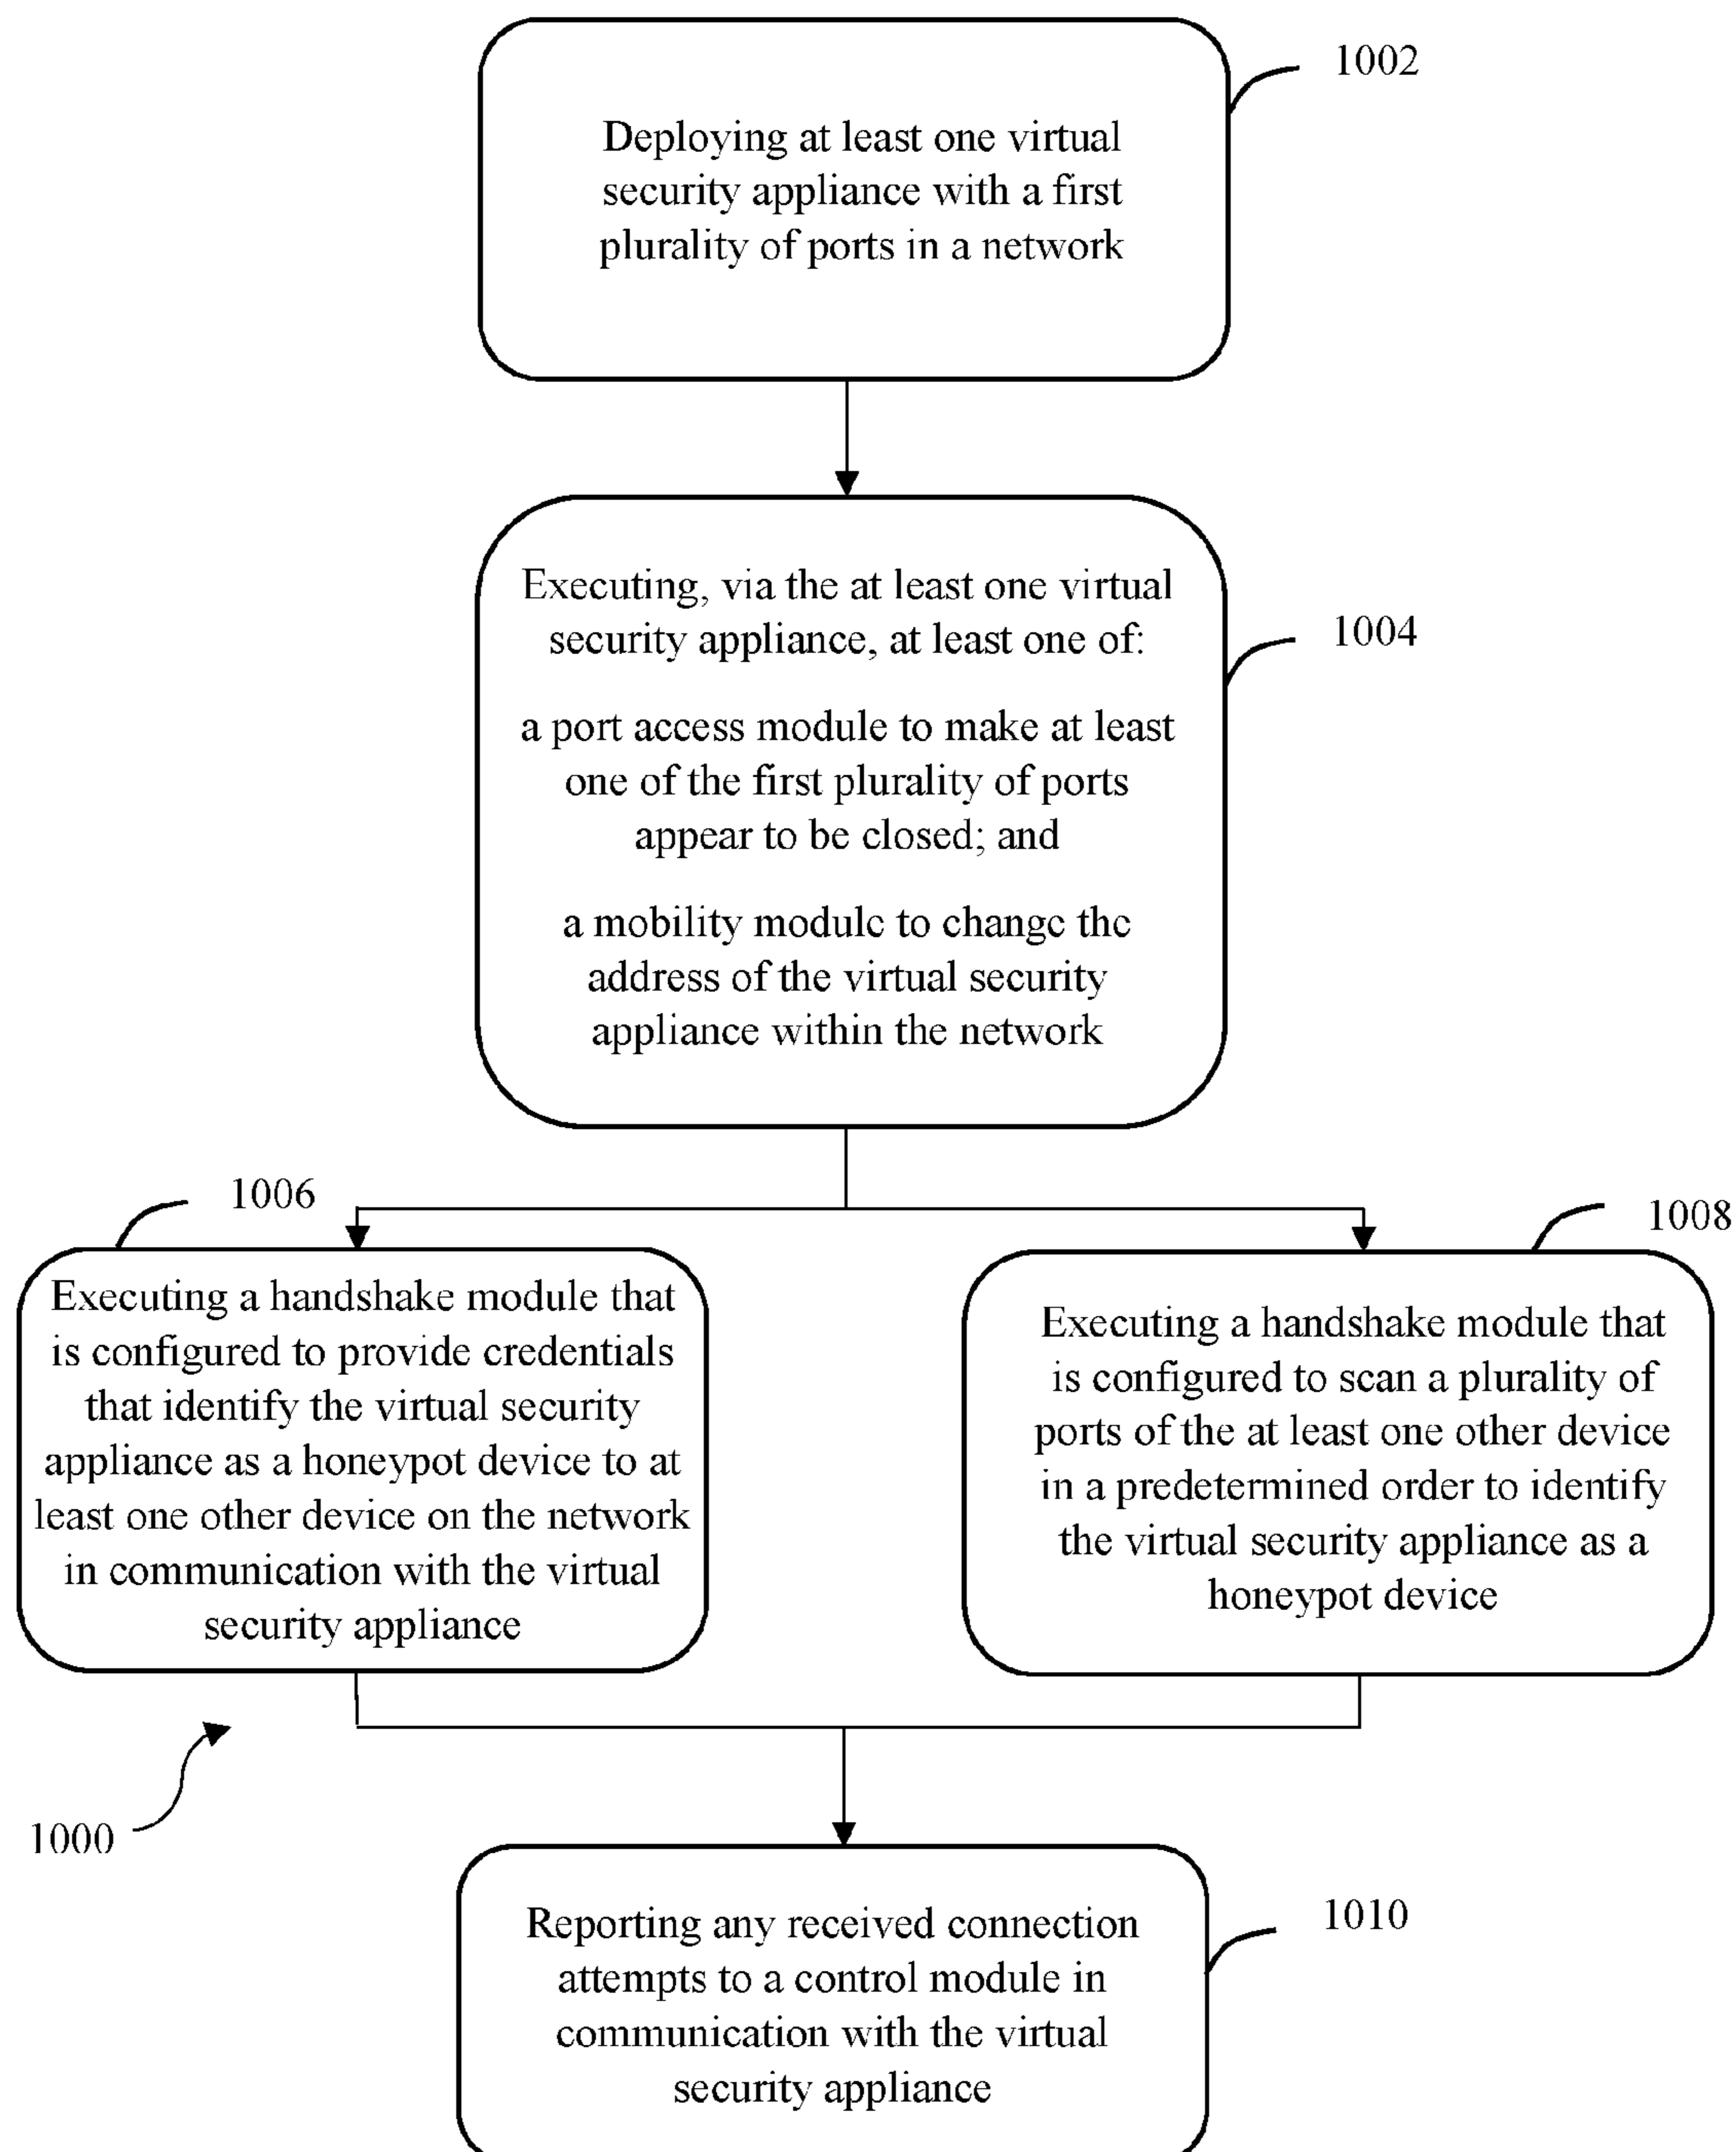 1002
Deploying at least one virtual
security appliance with a first
plurality of ports in a network
Executing, via the at least one virtual
security appliance, at least one of:
1004
a port access module to make at least
one of the first plurality of ports
appear to be closed; and
a mobility module to change the
address of the virtual security
appliance within the network
1006
1008
Executing a handshake module that
is configured to provide credentials
that identify the virtual security
appliance as a honeypot device to at
least one other device on the network
in communication with the virtual
security appliance
Executing a handshake module that
is configured to scan a plurality of
ports of the at least one other device
in a predetermined order to identify
the virtual security appliance as a
honeypot device
1000
1010
Reporting any received connection
attempts to a control module in
communication with the virtual
security appliance